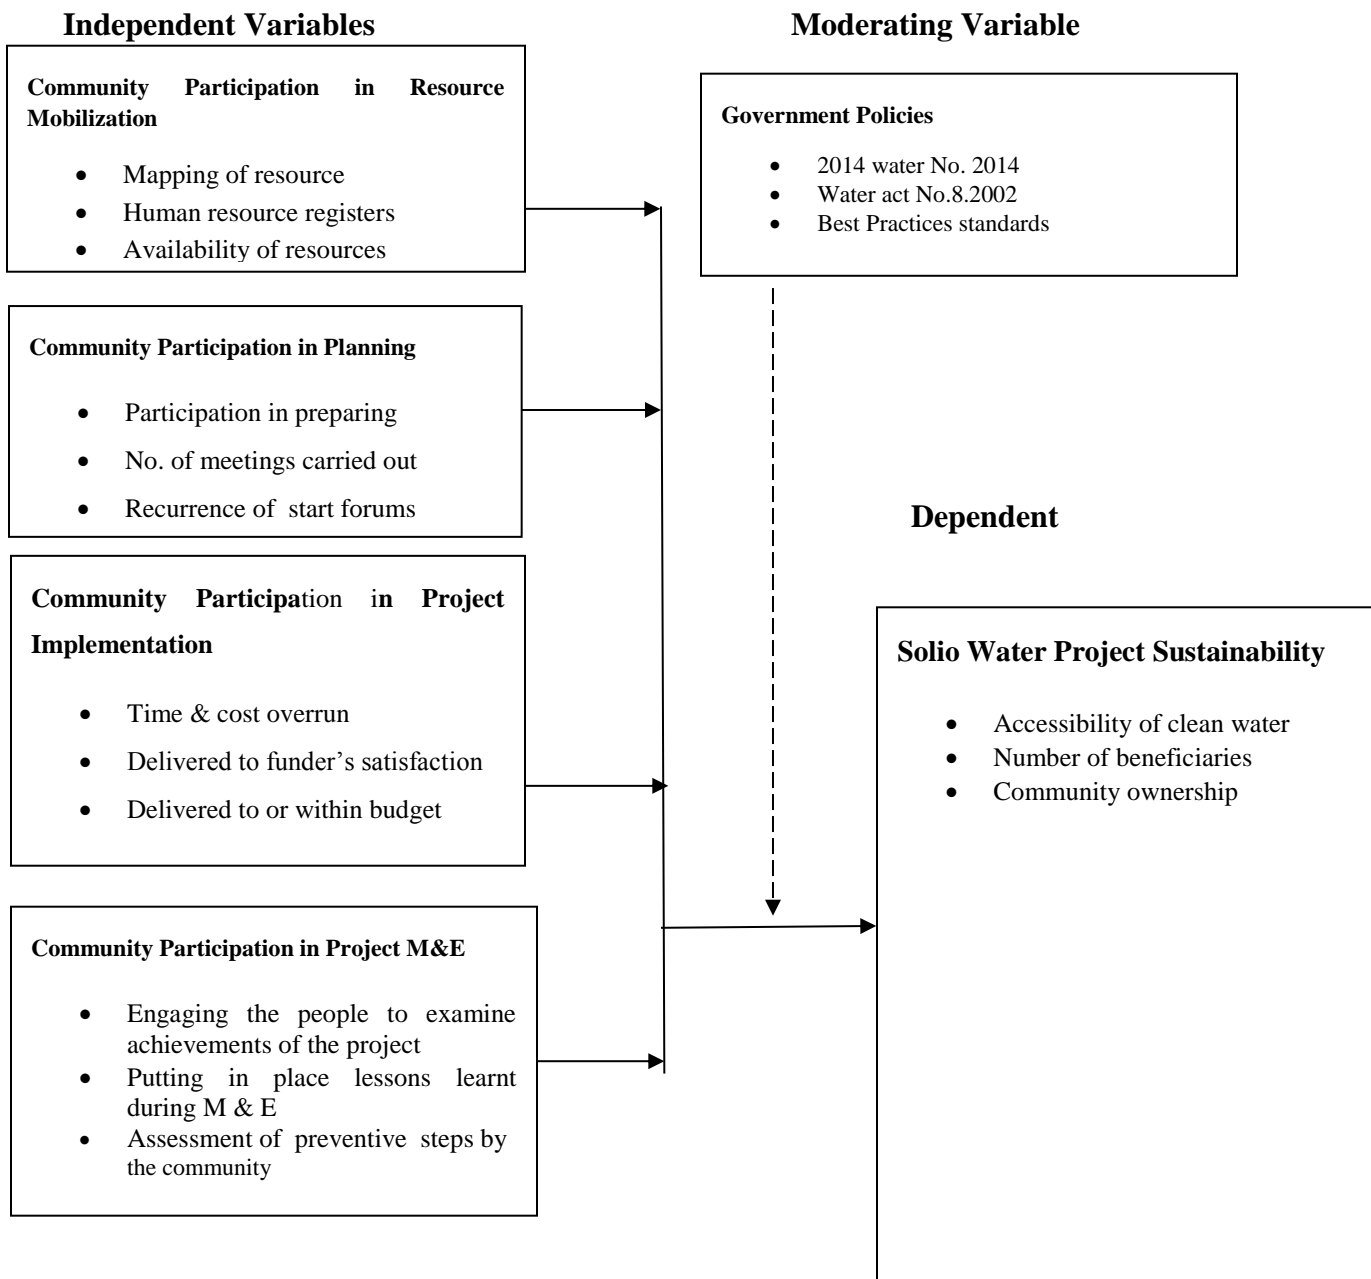 Independent Variables
Community Participation in Resource
Mobilization
• Mapping of resource
• Human resource registers
• Availability of resources
Community Participation in Planning
• Participation in preparing
• No. of meetings carried out
• Recurrence of start forums
Community Participation in Project
Implementation
• Time & cost overrun
• Delivered to funder’s satisfaction
• Delivered to or within budget
Community Participation in Project M&E
• Engaging the people to examine
achievements of the project
• Putting in place lessons learnt
during M & E
• Assessment of preventive steps by
the community
Moderating Variable
Government Policies
• 2014 water No. 2014
• Water act No.8.2002
• Best Practices standards
Dependent
Solio Water Project Sustainability
• Accessibility of clean water
• Number of beneficiaries
• Community ownership